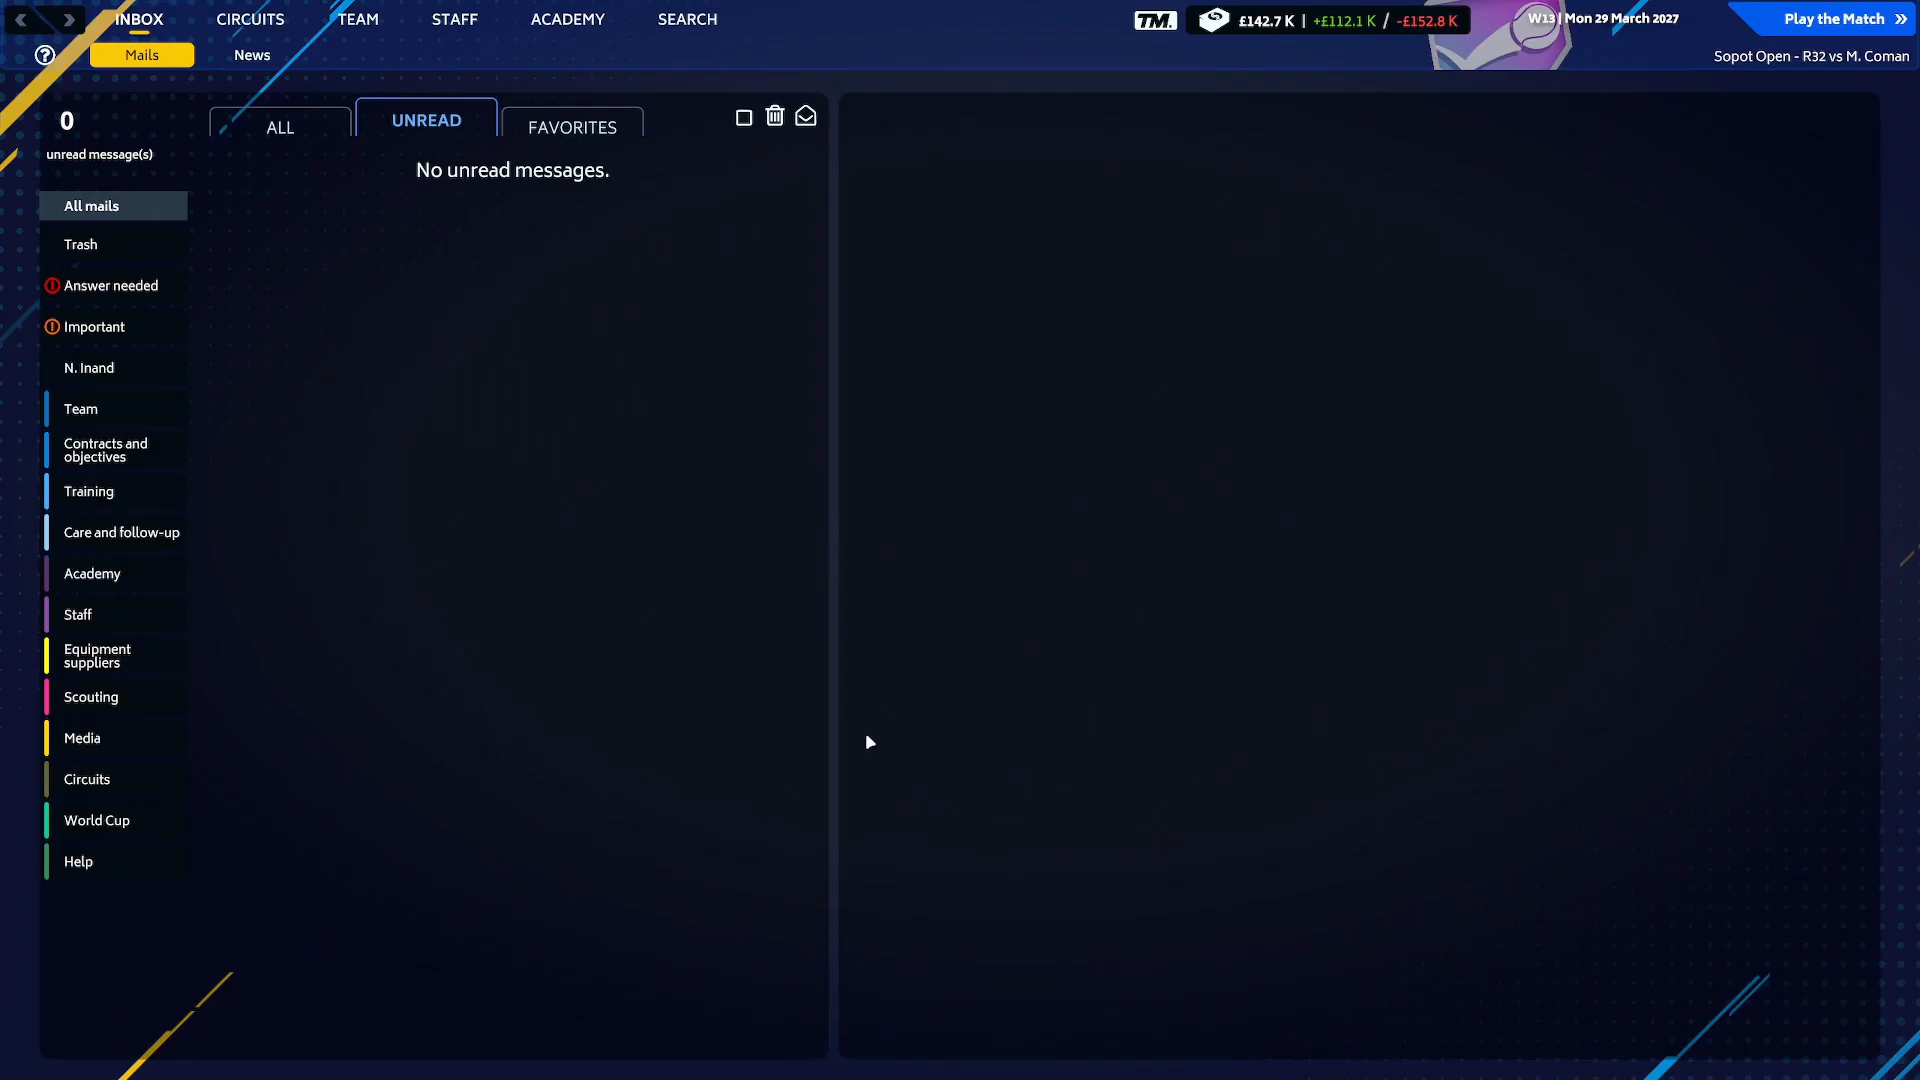 INBOX
CIRCUITS
TEAM
STAFF
ACADEMY
SEARCH
TM.
£142.7 K | +£112.1 K / -£152.8 K
W13 | Mon 29 March 2027
Play the Match
Mails
News
Sopot Open - R32 vs M. Coman
0
unread message(s)
ALL
UNREAD
FAVORITES
No unread messages.
All mails
Trash
Answer needed
Important
N. Inand
Team
Contracts and
objectives
Training
Care and follow-up
Academy
Staff
Equipment
suppliers
Scouting
Media
Circuits
World Cup
Help